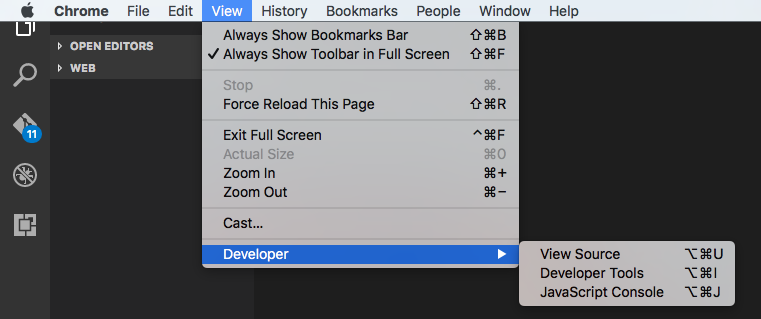 Chrome File Edit View History Bookmarks People Window Help
OPEN EDITORS
WEB
11
Always Show Bookmarks Bar ⇧⌘B
✓ Always Show Toolbar in Full Screen ⇧⌘F
Stop ⌘.
Force Reload This Page ⇧⌘R
Exit Full Screen ^⌘F
Actual Size ⌘0
Zoom In ⌘+
Zoom Out ⌘−
Cast...
Developer ▶
View Source ⌥⌘U
Developer Tools ⌥⌘I
JavaScript Console ⌥⌘J